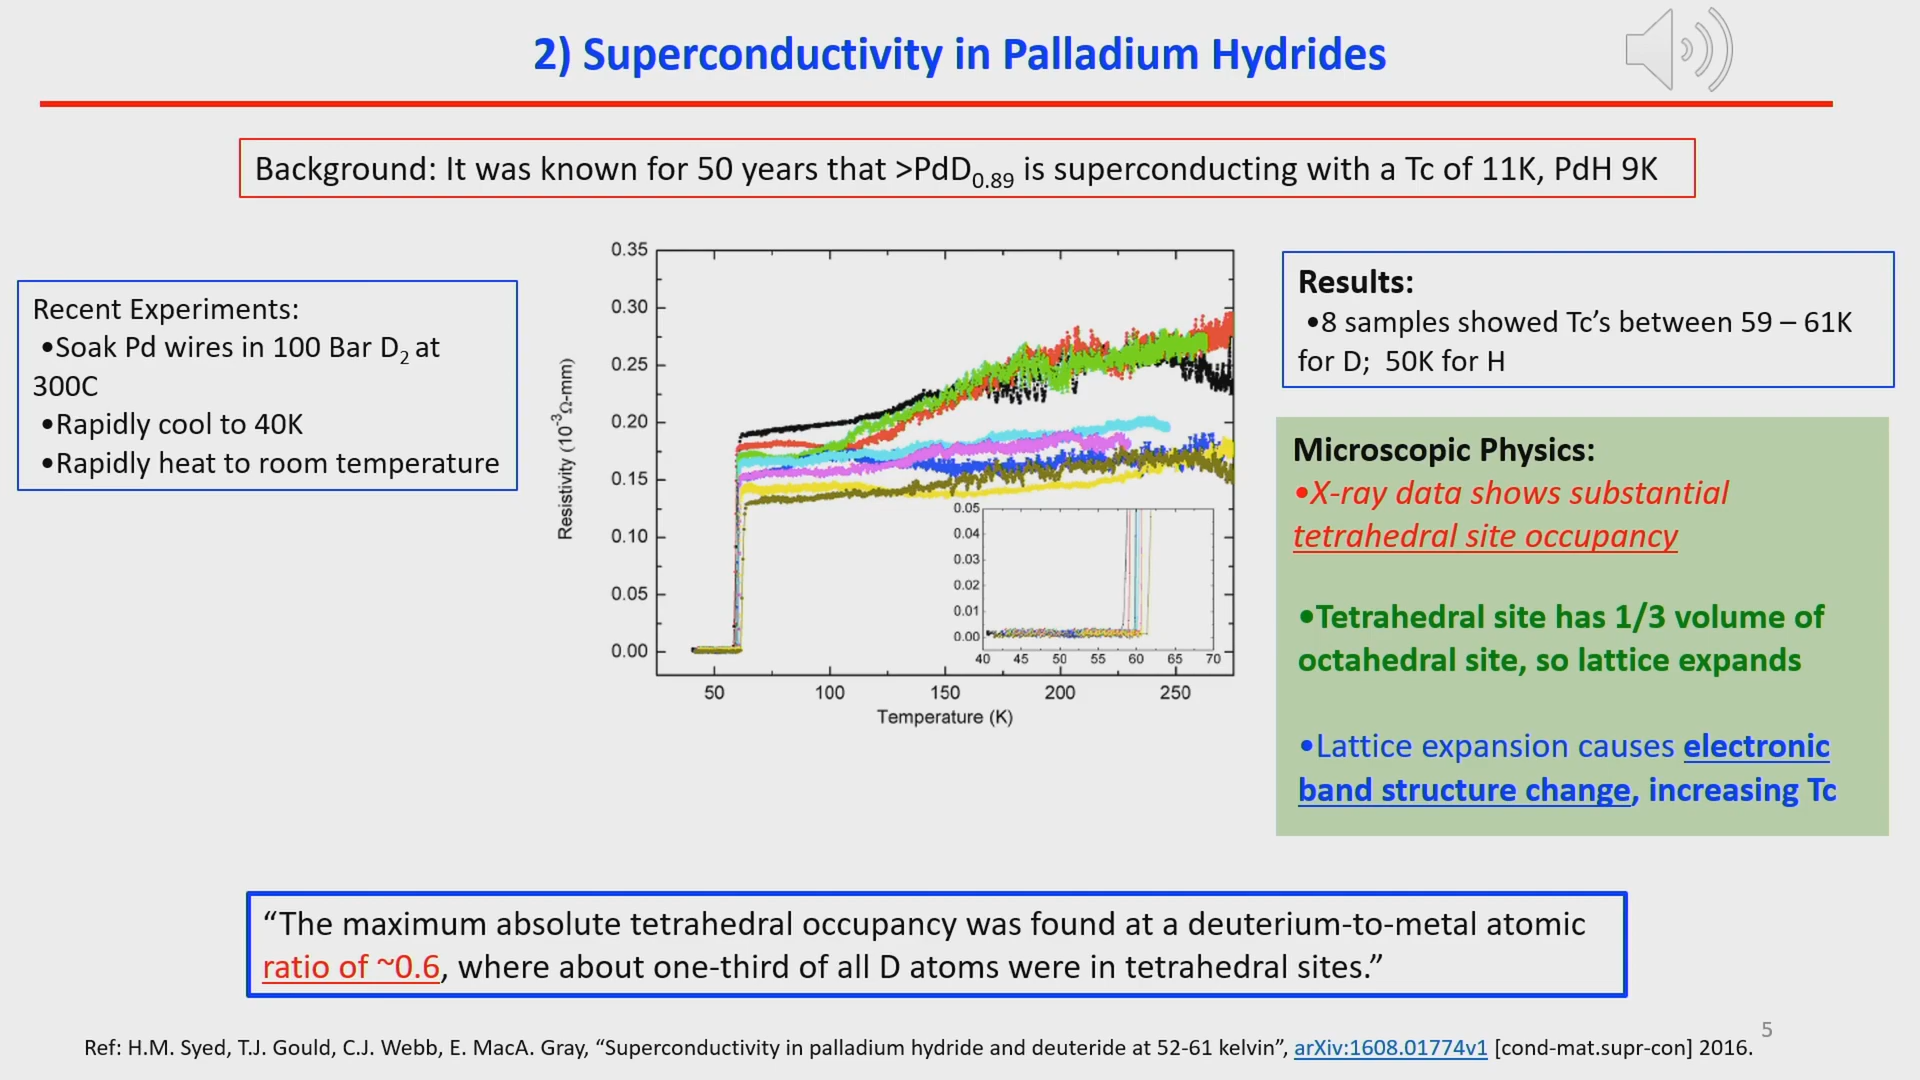 2) Superconductivity in Palladium Hydrides
Background: It was known for 50 years that >PdD0.89 is superconducting with a Tc of 11K, PdH 9K
Recent Experiments:
•Soak Pd wires in 100 Bar D2 at
300C
•Rapidly cool to 40K
•Rapidly heat to room temperature
0.35
0.30
0.25
0.20
0.15
0.10
0.05
0.00
Resistivity (10-3Ω-mm)
50 100 150 200 250
Temperature (K)
0.05
0.04
0.03
0.02
0.01
0.00
40 45 50 55 60 65 70
Results:
•8 samples showed Tc’s between 59 – 61K
for D; 50K for H
Microscopic Physics:
•X-ray data shows substantial
tetrahedral site occupancy
•Tetrahedral site has 1/3 volume of
octahedral site, so lattice expands
•Lattice expansion causes electronic
band structure change, increasing Tc
“The maximum absolute tetrahedral occupancy was found at a deuterium-to-metal atomic
ratio of ~0.6, where about one-third of all D atoms were in tetrahedral sites.”
5
Ref: H.M. Syed, T.J. Gould, C.J. Webb, E. MacA. Gray, “Superconductivity in palladium hydride and deuteride at 52-61 kelvin”, arXiv:1608.01774v1 [cond-mat.supr-con] 2016.